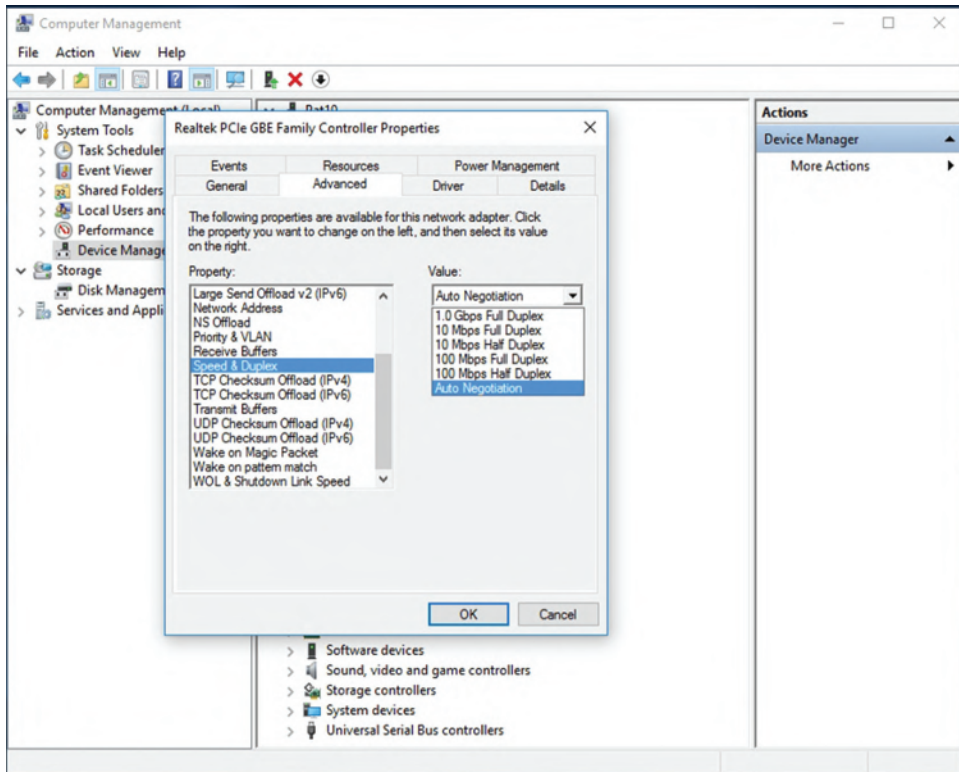 Computer Management
File Action View Help
Computer Management (Local)
System Tools
Task Scheduler
Event Viewer
Shared Folders
Local Users and
Performance
Device Manage
Storage
Disk Managem
Services and Appli
Realtek PCIe GBE Family Controller Properties
Events Resources Power Management
General Advanced Driver Details
The following properties are available for this network adapter. Click
the property you want to change on the left, and then select its value
on the right.
Property:
Large Send Offload v2 (IPv6)
Network Address
NS Offload
Priority & VLAN
Receive Buffers
Speed & Duplex
TCP Checksum Offload (IPv4)
TCP Checksum Offload (IPv6)
Transmit Buffers
UDP Checksum Offload (IPv4)
UDP Checksum Offload (IPv6)
Wake on Magic Packet
Wake on pattern match
WOL & Shutdown Link Speed
Value:
Auto Negotiation
1.0 Gbps Full Duplex
10 Mbps Full Duplex
10 Mbps Half Duplex
100 Mbps Full Duplex
100 Mbps Half Duplex
Auto Negotiation
OK Cancel
Software devices
Sound, video and game controllers
Storage controllers
System devices
Universal Serial Bus controllers
Actions
Device Manager
More Actions